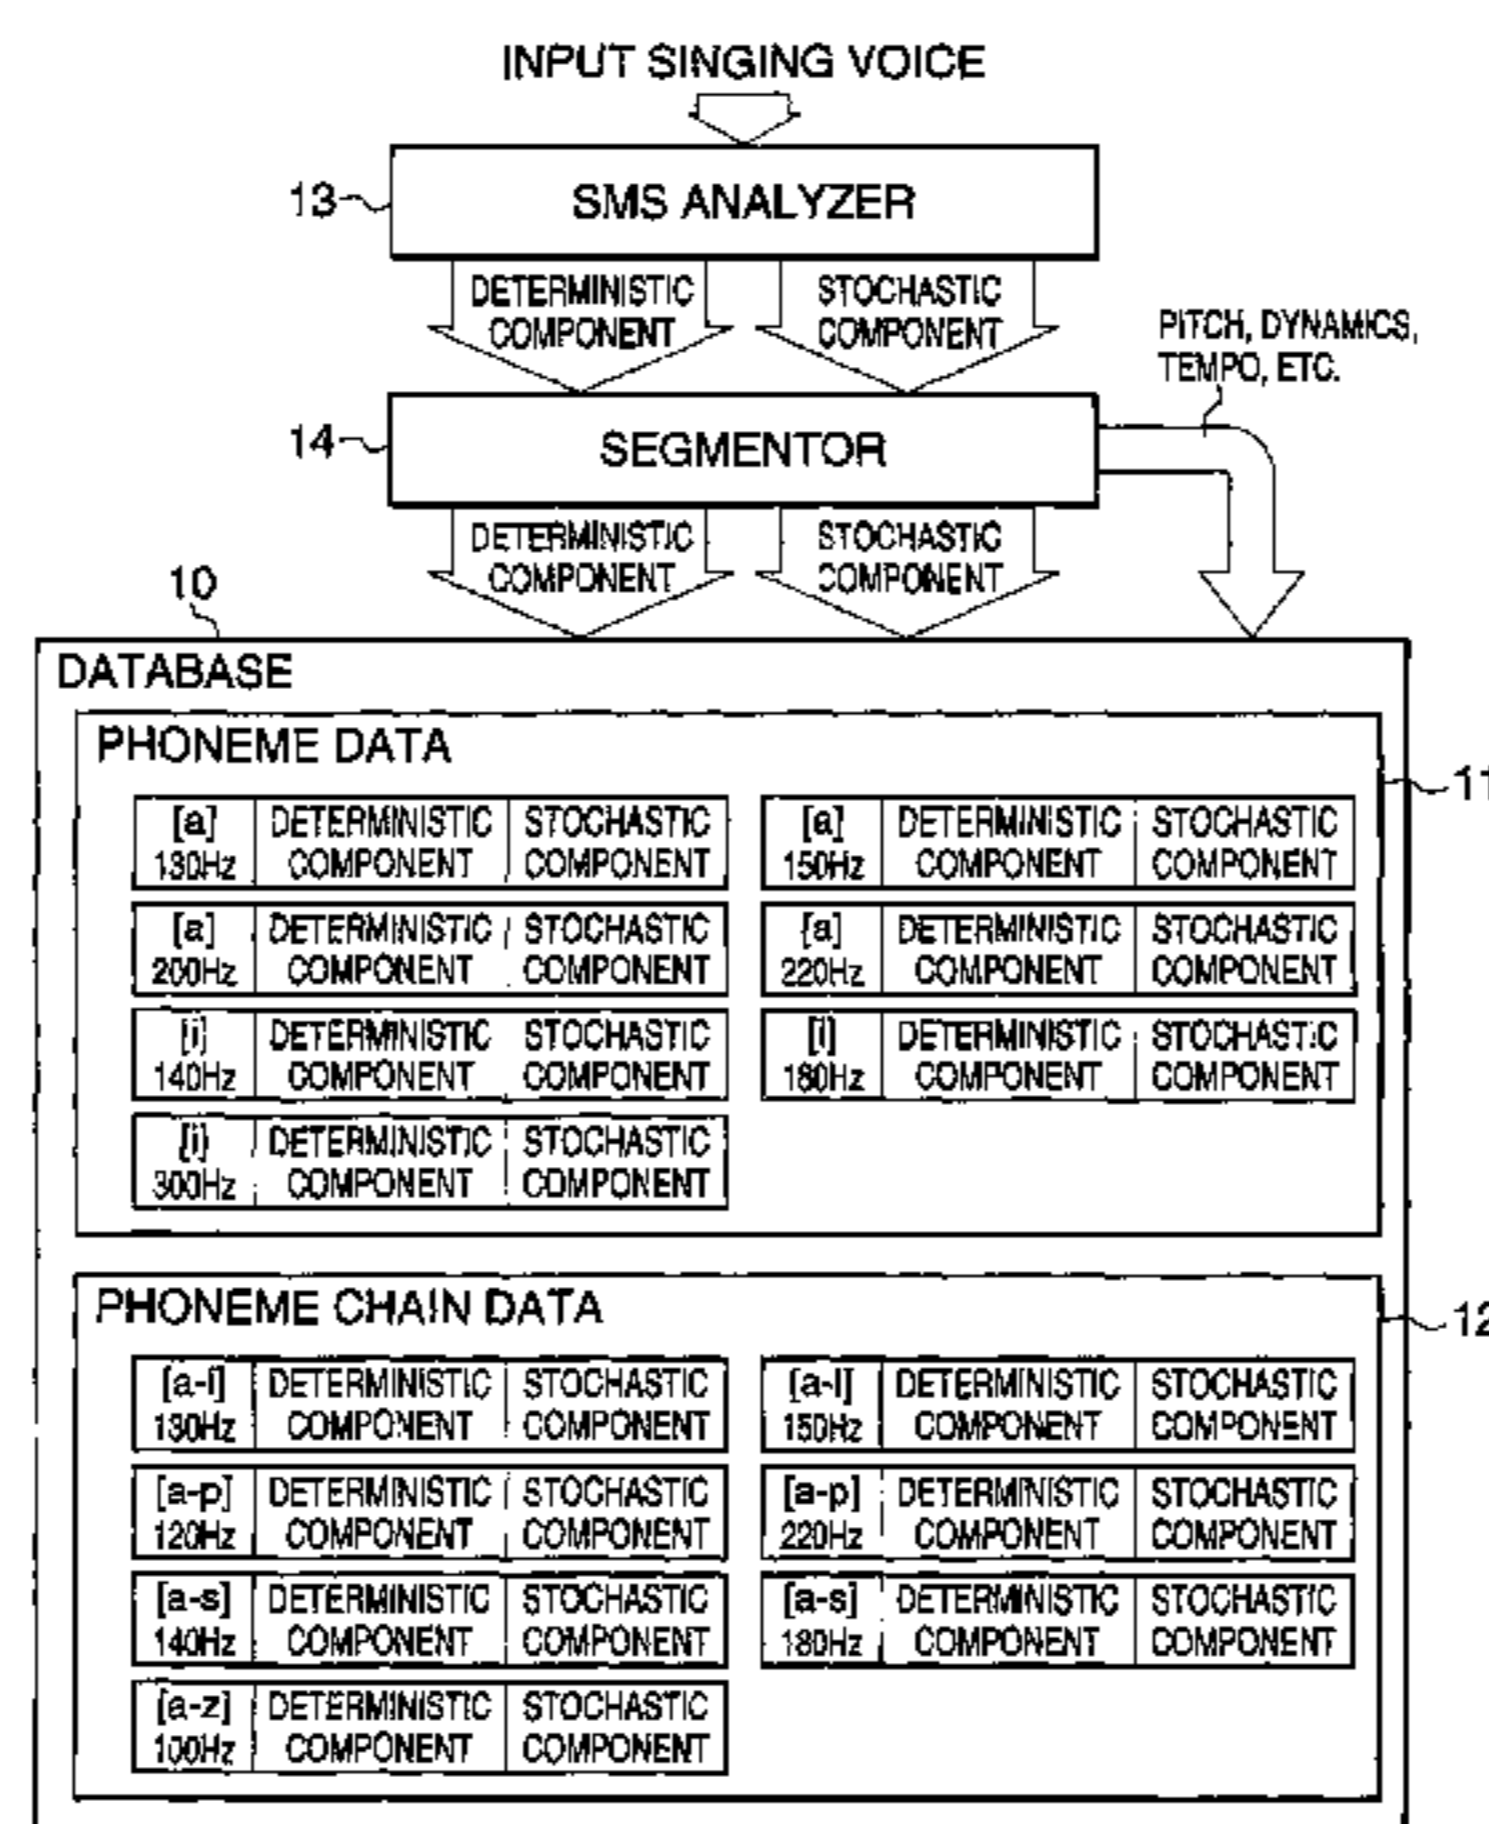 INPUT SINGING VOICE
13
SMS ANALYZER
DETERMINISTIC
COMPONENT
STOCHASTIC
COMPONENT
PITCH, DYNAMICS,
TEMPO, ETC.
14
SEGMENTOR
DETERMINISTIC
COMPONENT
STOCHASTIC
COMPONENT
10
DATABASE
PHONEME DATA
11
[a] DETERMINISTIC STOCHASTIC [a] DETERMINISTIC STOCHASTIC
130Hz COMPONENT COMPONENT 150Hz COMPONENT COMPONENT
[a] DETERMINISTIC STOCHASTIC [a] DETERMINISTIC STOCHASTIC
200Hz COMPONENT COMPONENT 220Hz COMPONENT COMPONENT
[i] DETERMINISTIC STOCHASTIC [i] DETERMINISTIC STOCHASTIC
140Hz COMPONENT COMPONENT 180Hz COMPONENT COMPONENT
[i] DETERMINISTIC STOCHASTIC
300Hz COMPONENT COMPONENT
PHONEME CHAIN DATA
12
[a-i] DETERMINISTIC STOCHASTIC [a-i] DETERMINISTIC STOCHASTIC
130Hz COMPONENT COMPONENT 150Hz COMPONENT COMPONENT
[a-p] DETERMINISTIC STOCHASTIC [a-p] DETERMINISTIC STOCHASTIC
120Hz COMPONENT COMPONENT 220Hz COMPONENT COMPONENT
[a-s] DETERMINISTIC STOCHASTIC [a-s] DETERMINISTIC STOCHASTIC
140Hz COMPONENT COMPONENT 180Hz COMPONENT COMPONENT
[a-z] DETERMINISTIC STOCHASTIC
100Hz COMPONENT COMPONENT